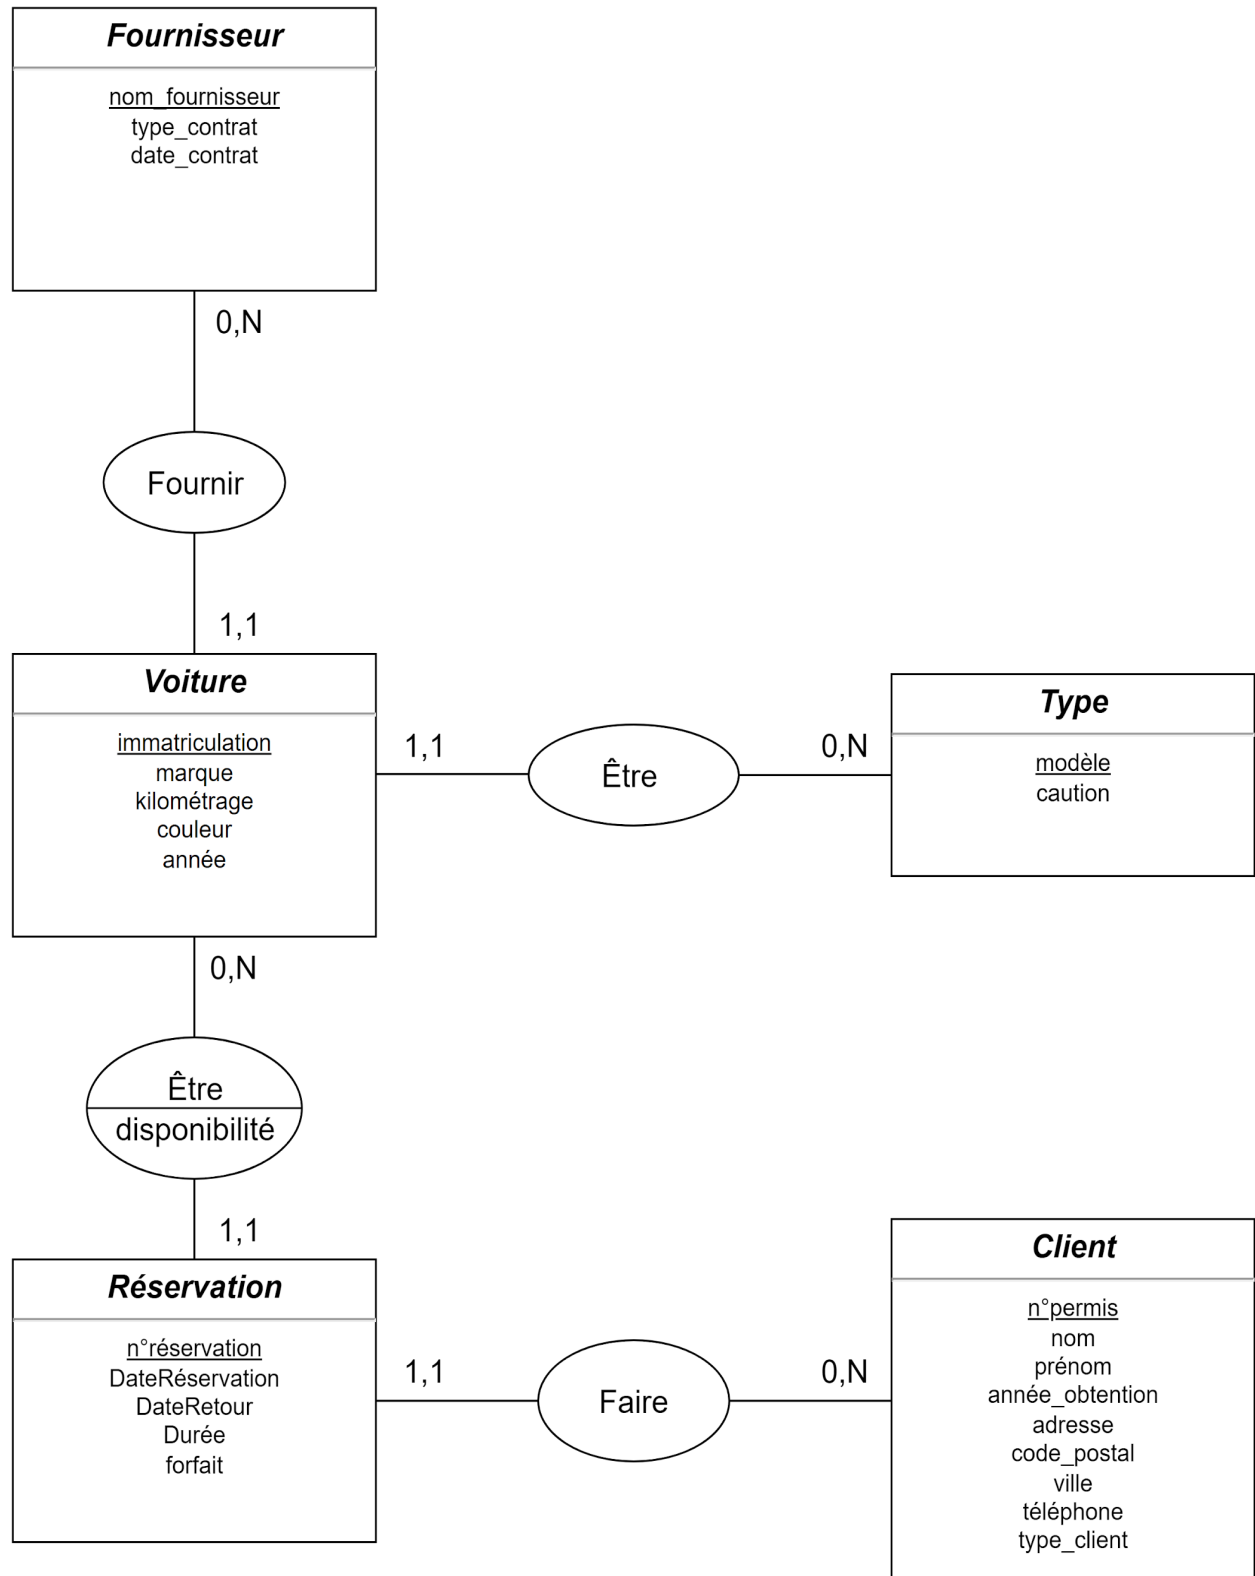 Fournisseur
nom_fournisseur
type_contrat
date_contrat
0,N
Fournir
1,1
Voiture
immatriculation
marque
kilométrage
couleur
année
1,1
Être
0,N
Type
modèle
caution
0,N
Être
disponibilité
1,1
Réservation
n°réservation
DateRéservation
DateRetour
Durée
forfait
1,1
Faire
0,N
Client
n°permis
nom
prénom
année_obtention
adresse
code_postal
ville
téléphone
type_client